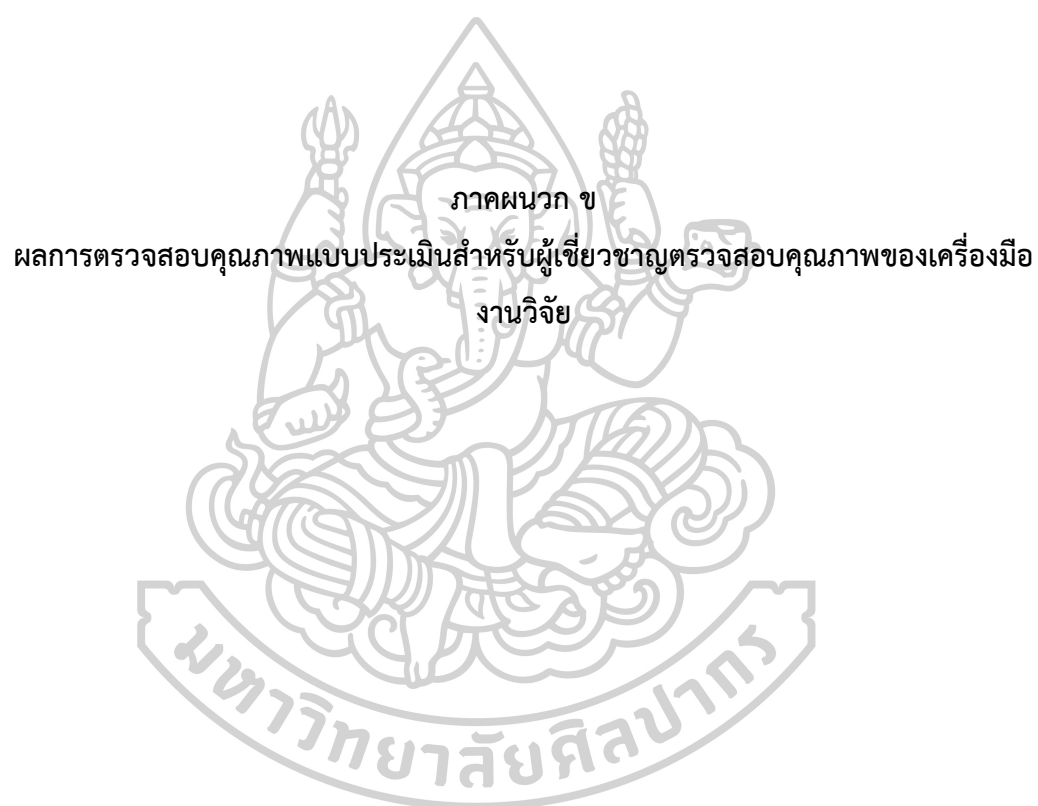 ภาคผนวก ข
ผลการตรวจสอบคุณภาพแบบประเมินสำหรับผู้เชี่ยวชาญตรวจสอบคุณภาพของเครื่องมือ
งานวิจัย
มหาวิทยาลัยศิลปากร